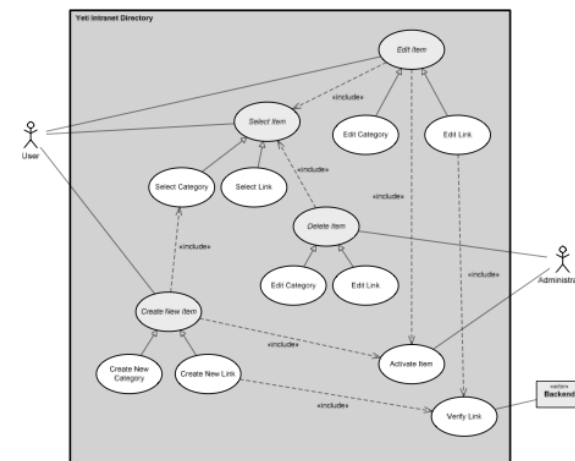 Yeti Intranet Directory
Edit Item
«include»
Select Item
Edit Category
Edit Link
User
«include»
Select Category
Select Link
«include»
Delete Item
«include»
«include»
Edit Category
Edit Link
Administra
Create New Item
«include»
Activate Item
Create New
Category
Create New Link
«actor»
Backend
«include»
Verify Link